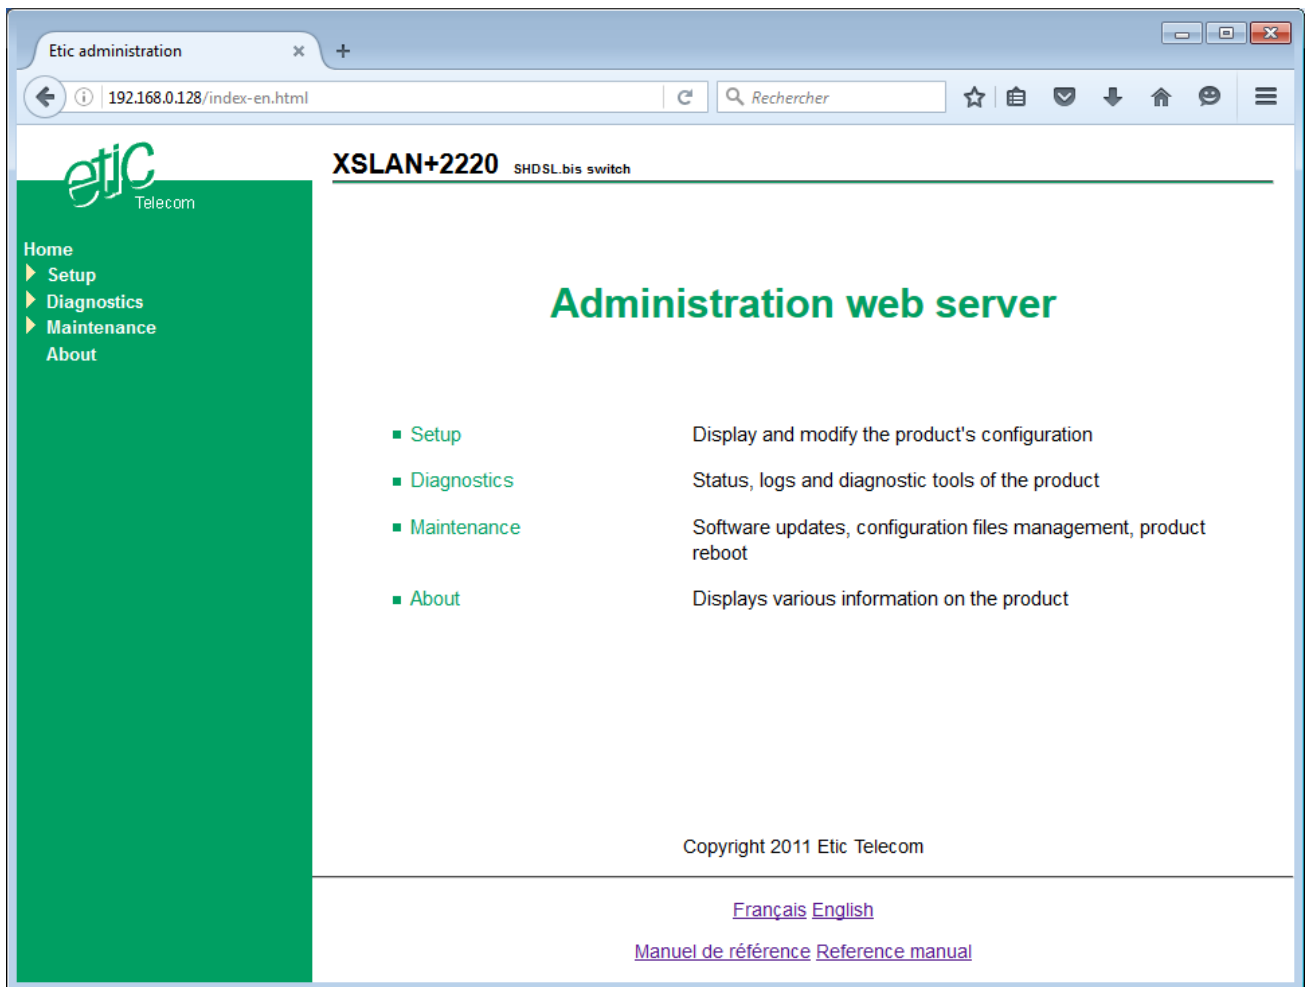 Etic administration
192.168.0.128/index-en.html
Rechercher
etic
Telecom
XSLAN+2220 SHDSL.bis switch
Home
Setup
Diagnostics
Maintenance
About
Administration web server
Setup Display and modify the product's configuration
Diagnostics Status, logs and diagnostic tools of the product
Maintenance Software updates, configuration files management, product
reboot
About Displays various information on the product
Copyright 2011 Etic Telecom
Français English
Manuel de référence Reference manual